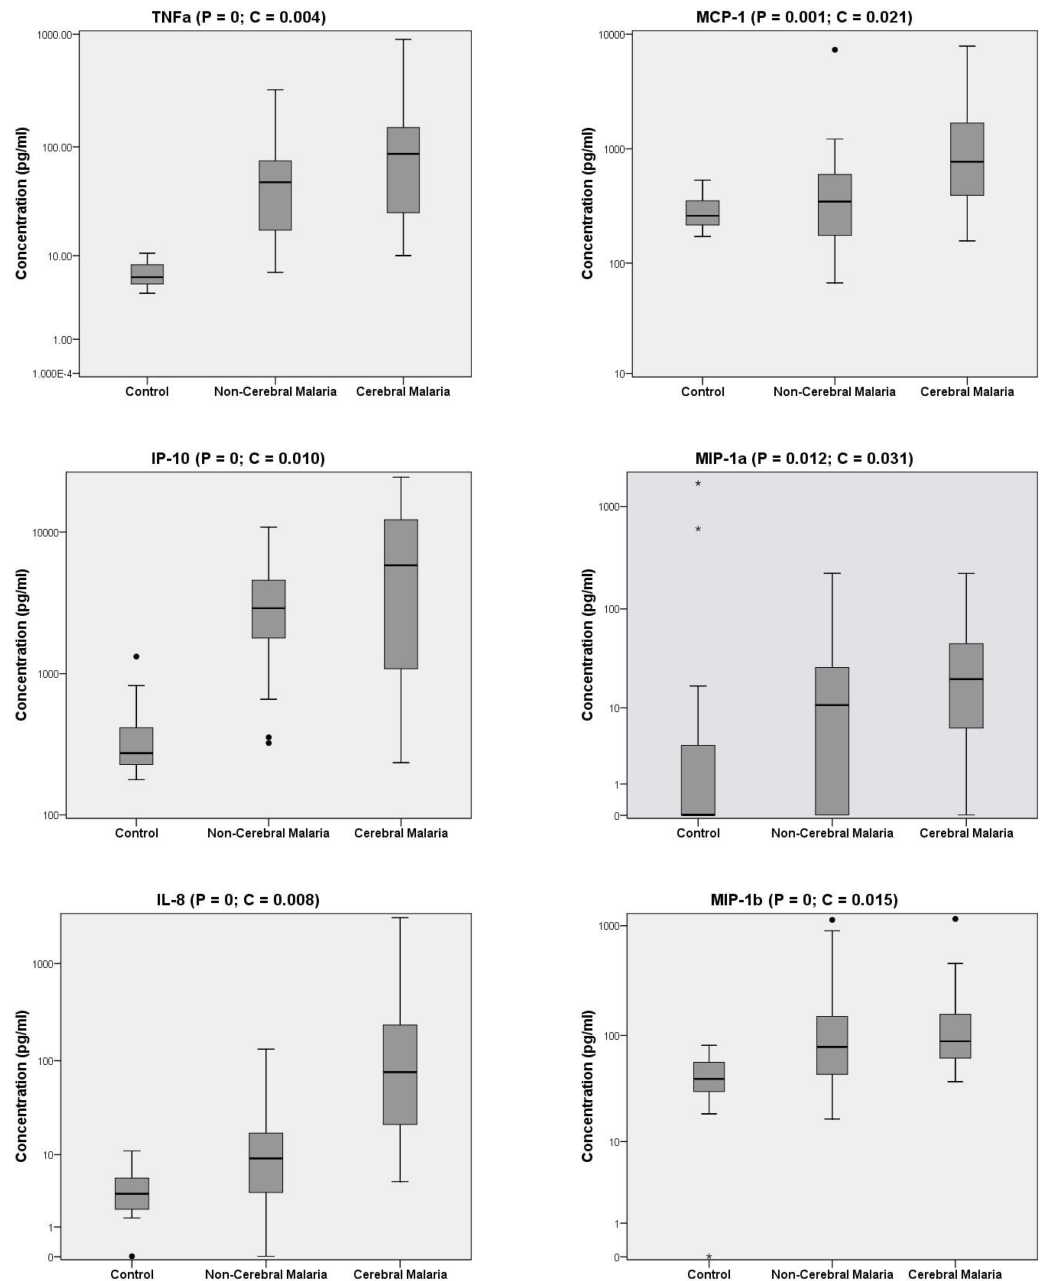 TNFa (P = 0; C = 0.004)
Concentration (pg/ml)
1000.00
100.00
10.00
1.00
1.000E-4
Control Non-Cerebral Malaria Cerebral Malaria
MCP-1 (P = 0.001; C = 0.021)
Concentration (pg/ml)
10000
1000
100
10
Control Non-Cerebral Malaria Cerebral Malaria
IP-10 (P = 0; C = 0.010)
Concentration (pg/ml)
10000
1000
100
Control Non-Cerebral Malaria Cerebral Malaria
MIP-1a (P = 0.012; C = 0.031)
Concentration (pg/ml)
1000
100
10
1
0
Control Non-Cerebral Malaria Cerebral Malaria
IL-8 (P = 0; C = 0.008)
Concentration (pg/ml)
1000
100
10
1
0
Control Non-Cerebral Malaria Cerebral Malaria
MIP-1b (P = 0; C = 0.015)
Concentration (pg/ml)
1000
100
10
1
0
Control Non-Cerebral Malaria Cerebral Malaria